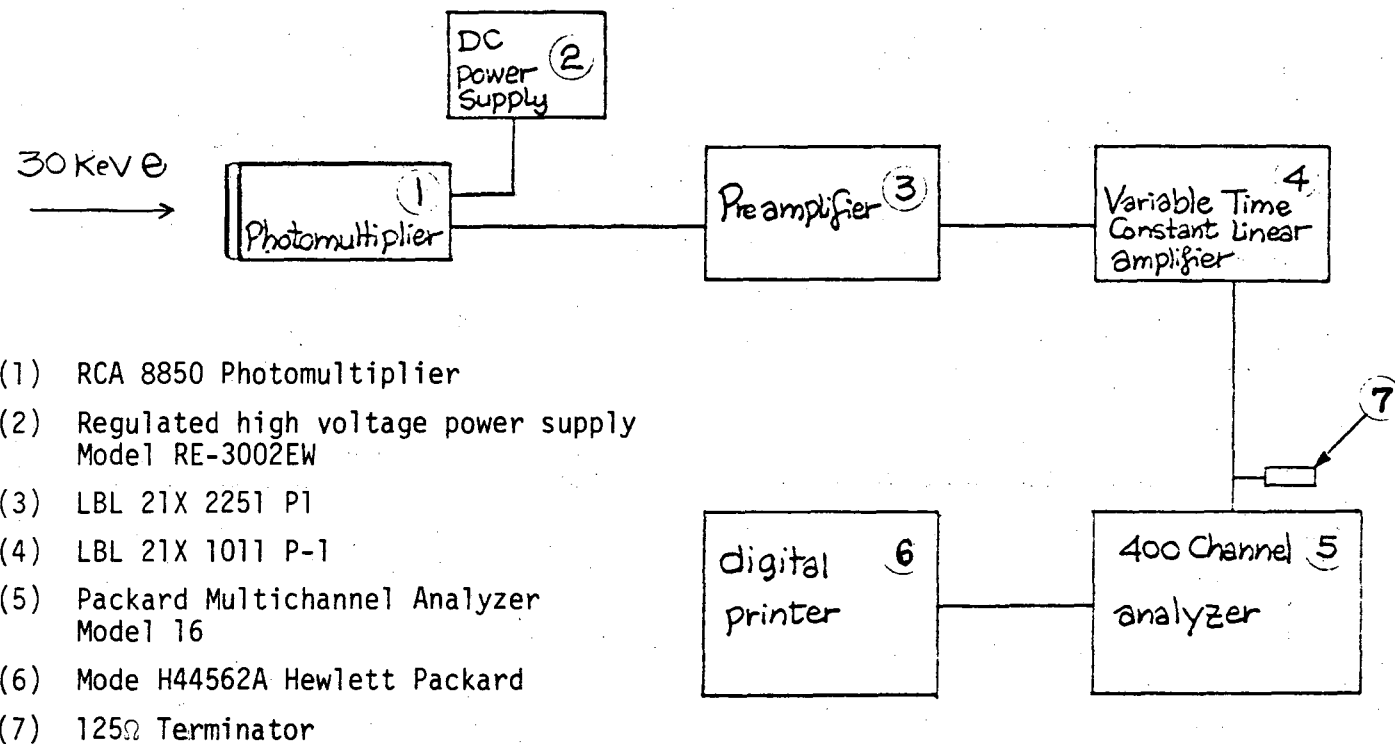 DC
Power
Supply
2
30 KeV e
1
Photomultiplier
Preamplifier 3
4
Variable Time
Constant Linear
amplifier
7
(1) RCA 8850 Photomultiplier
(2) Regulated high voltage power supply
Model RE-3002EW
(3) LBL 21X 2251 P1
(4) LBL 21X 1011 P-1
(5) Packard Multichannel Analyzer
Model 16
(6) Mode H44562A Hewlett Packard
(7) 125Ω Terminator
digital 6
printer
400 Channel 5
analyzer